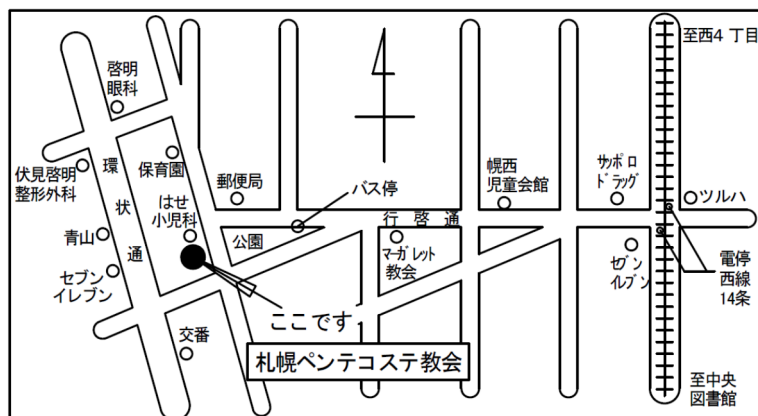 至西4 丁目
啓明
眼科
環
状
通
保育園
伏見啓明
整形外科
はせ
小児科
郵便局
バス停
幌西
児童会館
サッポロ
ドラッグ
ツルハ
行 啓 通
青山
公園
マーガレット
教会
セブン
イレブン
セブン
イレブン
電停
西線
14条
ここです
交番
札幌ペンテコステ教会
至中央
図書館